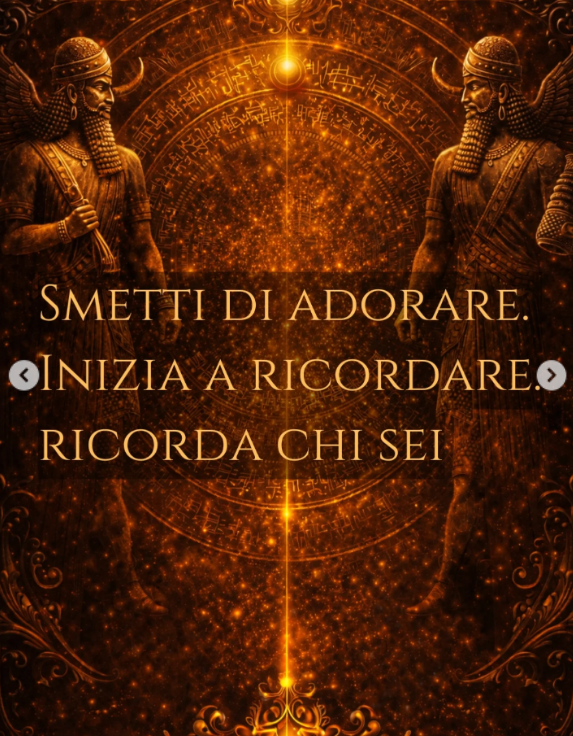 Smetti di adorare.
Inizia a ricordare.
ricorda chi sei